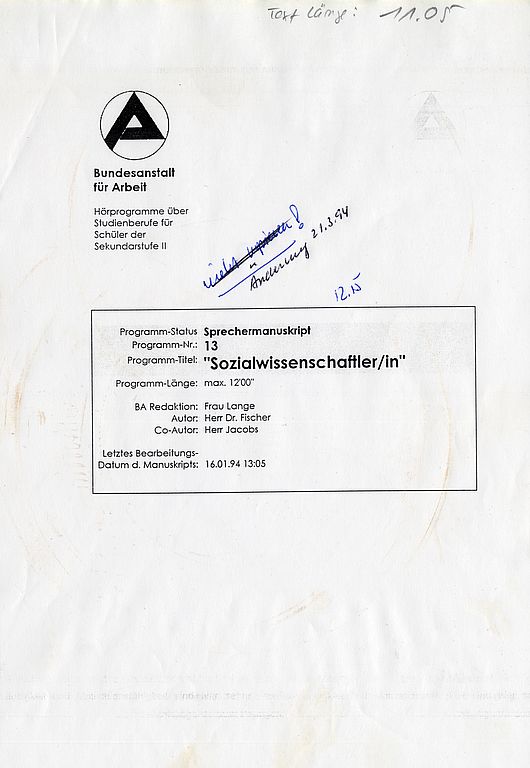 Text Länge: 11.05
Bundesanstalt
für Arbeit
Hörprogramme über
Studienberufe für
Schüler der
Sekundarstufe II
nicht kopieren!
Änderung 21.3.94
12.15
Programm-Status Sprechermanuskript
Programm-Nr.: 13
Programm-Titel: "Sozialwissenschaftler/in"
Programm-Länge: max. 12'00"
BA Redaktion: Frau Lange
Autor: Herr Dr. Fischer
Co-Autor: Herr Jacobs
Letztes Bearbeitungs-
Datum d. Manuskripts: 16.01.94 13:05